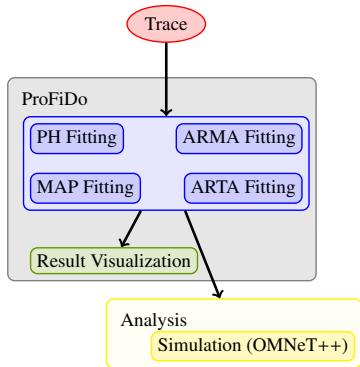 Trace
ProFiDo
PH Fitting
ARMA Fitting
MAP Fitting
ARTA Fitting
Result Visualization
Analysis
Simulation (OMNeT++)